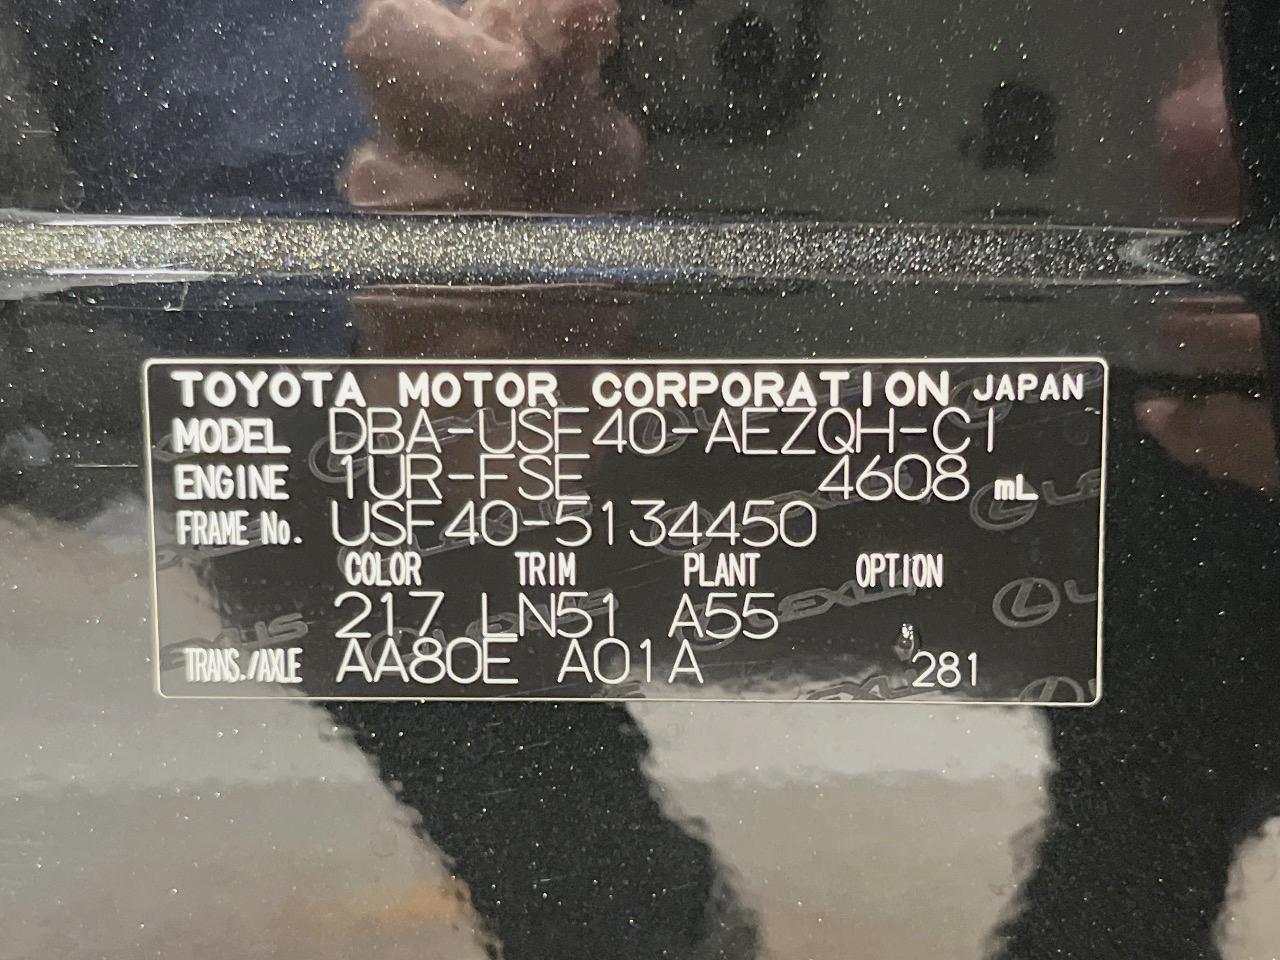 TOYOTA MOTOR CORPORATION JAPAN
MODEL DBA-USF40-AEZQH-C I
ENGINE 1UR-FSE 4608 mL
FRAME No. USF40-5134450
COLOR TRIM PLANT OPTION
217 LN51 A55
TRANS./AXLE AA80E A01A 281